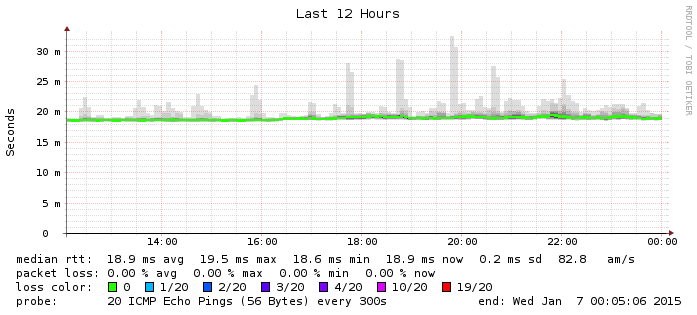 Last 12 Hours
RRDTOOL / TOBI OETIKER
Seconds
30 m
25 m
20 m
15 m
10 m
5 m
0
14:00 16:00 18:00 20:00 22:00 00:00
median rtt: 18.9 ms avg 19.5 ms max 18.6 ms min 18.9 ms now 0.2 ms sd 82.8 am/s
packet loss: 0.00 % avg 0.00 % max 0.00 % min 0.00 % now
loss color: 0 1/20 2/20 3/20 4/20 10/20 19/20
probe: 20 ICMP Echo Pings (56 Bytes) every 300s end: Wed Jan 7 00:05:06 2015